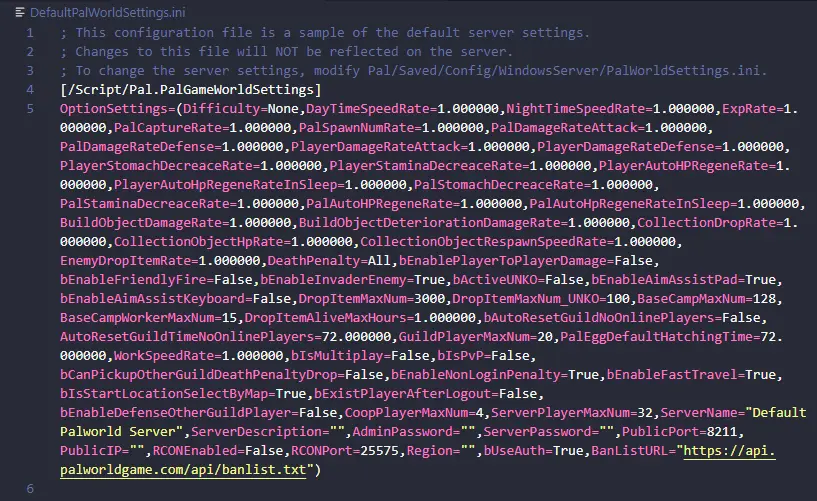 DefaultPalWorldSettings.ini
1 ; This configuration file is a sample of the default server settings.
2 ; Changes to this file will NOT be reflected on the server.
3 ; To change the server settings, modify Pal/Saved/Config/WindowsServer/PalWorldSettings.ini.
4 [/Script/Pal.PalGameWorldSettings]
5 OptionSettings=(Difficulty=None,DayTimeSpeedRate=1.000000,NightTimeSpeedRate=1.000000,ExpRate=1.
000000,PalCaptureRate=1.000000,PalSpawnNumRate=1.000000,PalDamageRateAttack=1.000000,
PalDamageRateDefense=1.000000,PlayerDamageRateAttack=1.000000,PlayerDamageRateDefense=1.000000,
PlayerStomachDecreaceRate=1.000000,PlayerStaminaDecreaceRate=1.000000,PlayerAutoHPRegeneRate=1.
000000,PlayerAutoHpRegeneRateInSleep=1.000000,PalStomachDecreaceRate=1.000000,
PalStaminaDecreaceRate=1.000000,PalAutoHPRegeneRate=1.000000,PalAutoHpRegeneRateInSleep=1.000000,
BuildObjectDamageRate=1.000000,BuildObjectDeteriorationDamageRate=1.000000,CollectionDropRate=1.
000000,CollectionObjectHpRate=1.000000,CollectionObjectRespawnSpeedRate=1.000000,
EnemyDropItemRate=1.000000,DeathPenalty=All,bEnablePlayerToPlayerDamage=False,
bEnableFriendlyFire=False,bEnableInvaderEnemy=True,bActiveUNKO=False,bEnableAimAssistPad=True,
bEnableAimAssistKeyboard=False,DropItemMaxNum=3000,DropItemMaxNum_UNKO=100,BaseCampMaxNum=128,
BaseCampWorkerMaxNum=15,DropItemAliveMaxHours=1.000000,bAutoResetGuildNoOnlinePlayers=False,
AutoResetGuildTimeNoOnlinePlayers=72.000000,GuildPlayerMaxNum=20,PalEggDefaultHatchingTime=72.
000000,WorkSpeedRate=1.000000,bIsMultiplay=False,bIsPvP=False,
bCanPickupOtherGuildDeathPenaltyDrop=False,bEnableNonLoginPenalty=True,bEnableFastTravel=True,
bIsStartLocationSelectByMap=True,bExistPlayerAfterLogout=False,
bEnableDefenseOtherGuildPlayer=False,CoopPlayerMaxNum=4,ServerPlayerMaxNum=32,ServerName="Default
Palworld Server",ServerDescription="",AdminPassword="",ServerPassword="",PublicPort=8211,
PublicIP="",RCONEnabled=False,RCONPort=25575,Region="",bUseAuth=True,BanListURL="https://api.
palworldgame.com/api/banlist.txt")
6